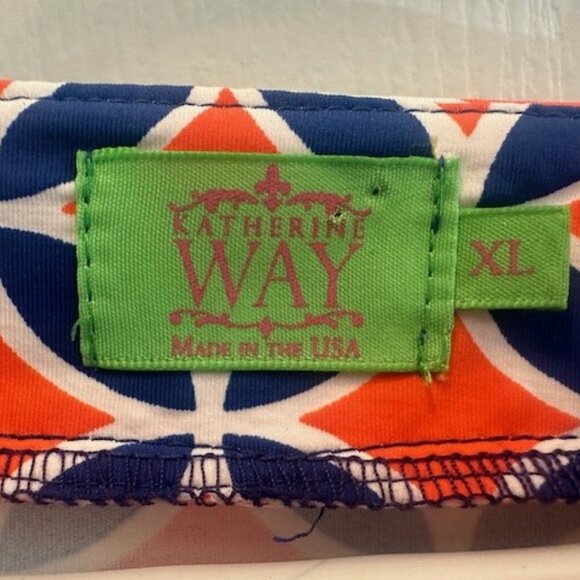 KATHERINE
WAY
MADE IN THE USA
XL